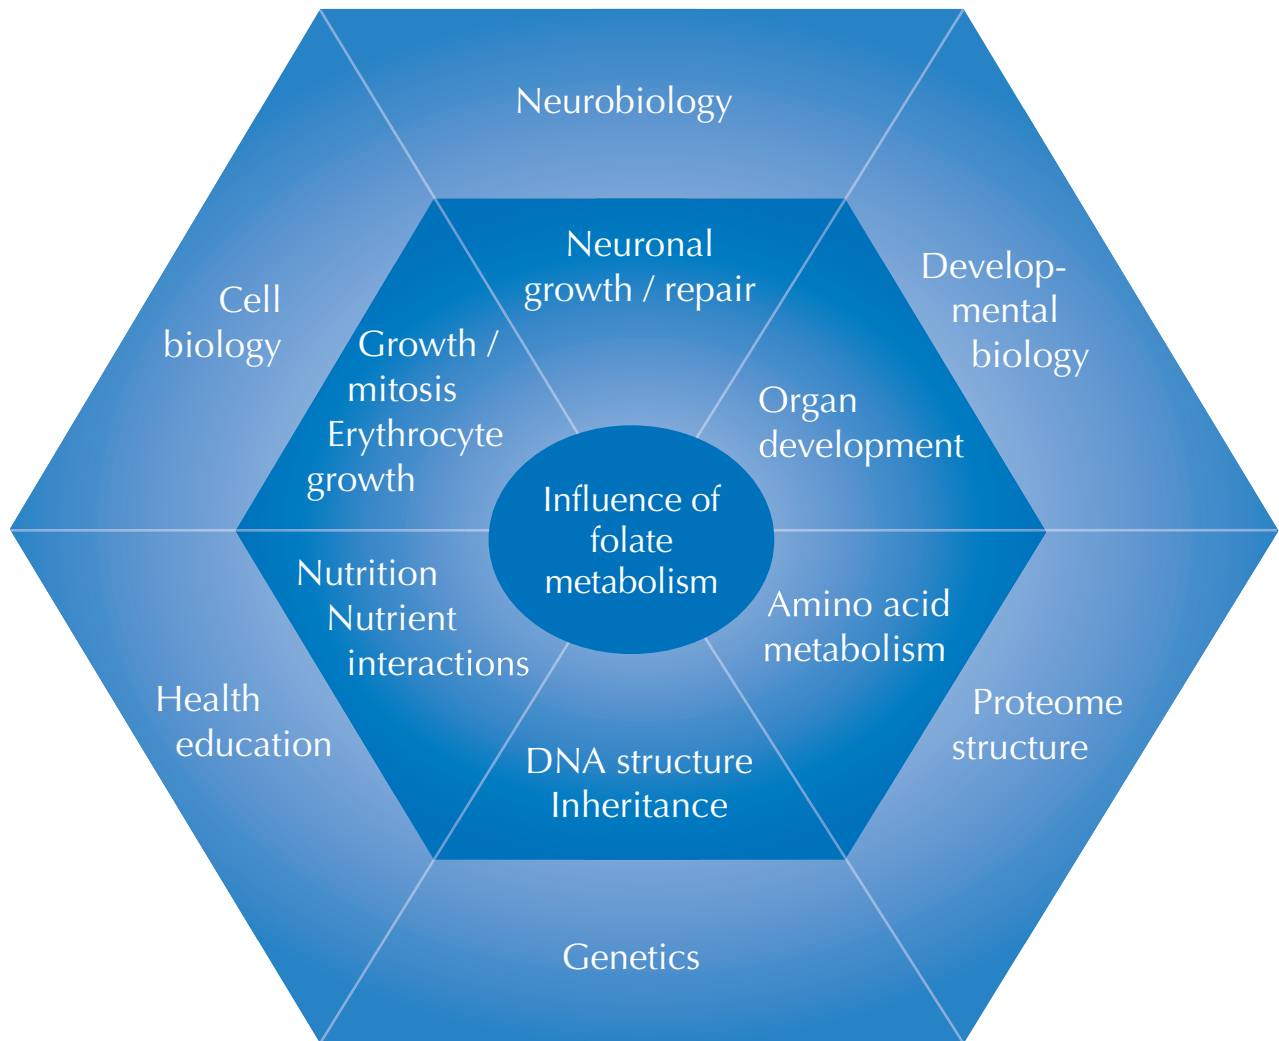 Neurobiology
Neuronal
growth / repair
Develop-
mental
biology
Organ
development
Amino acid
metabolism
Proteome
structure
DNA structure
Inheritance
Genetics
Nutrition
Nutrient
interactions
Health
education
Cell
biology
Growth /
mitosis
Erythrocyte
growth
Influence of
folate
metabolism